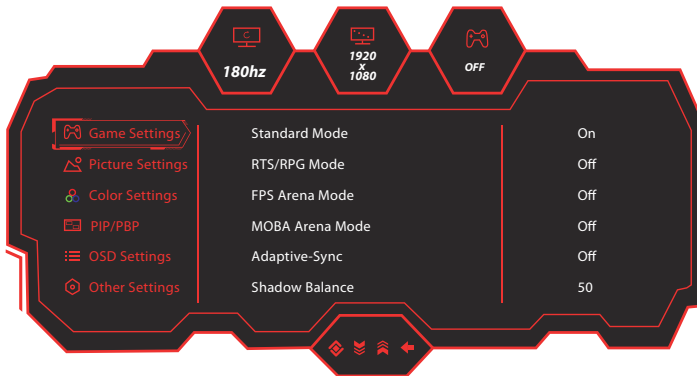 180hz
1920
x
1080
OFF
Game Settings
Standard Mode
On
Picture Settings
RTS/RPG Mode
Off
Color Settings
FPS Arena Mode
Off
PIP/PBP
MOBA Arena Mode
Off
OSD Settings
Adaptive-Sync
Off
Other Settings
Shadow Balance
50